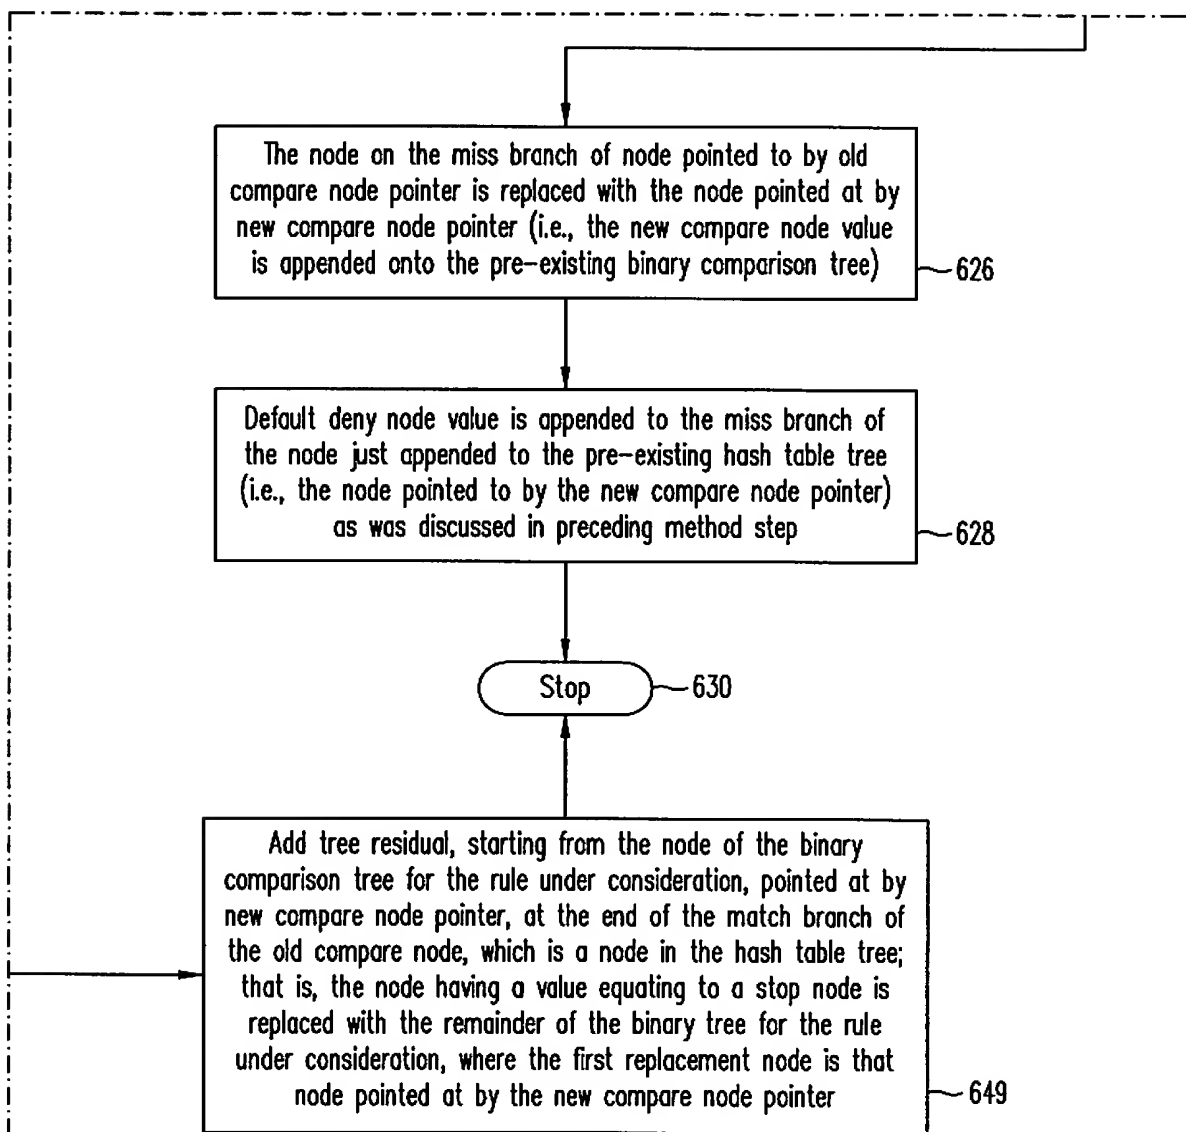 The node on the miss branch of node pointed to by old
compare node pointer is replaced with the node pointed at by
new compare node pointer (i.e., the new compare node value
is appended onto the pre-existing binary comparison tree)
626
Default deny node value is appended to the miss branch of
the node just appended to the pre-existing hash table tree
(i.e., the node pointed to by the new compare node pointer)
as was discussed in preceding method step
628
Stop
630
Add tree residual, starting from the node of the binary
comparison tree for the rule under consideration, pointed at by
new compare node pointer, at the end of the match branch of
the old compare node, which is a node in the hash table tree;
that is, the node having a value equating to a stop node is
replaced with the remainder of the binary tree for the rule
under consideration, where the first replacement node is that
node pointed at by the new compare node pointer
649